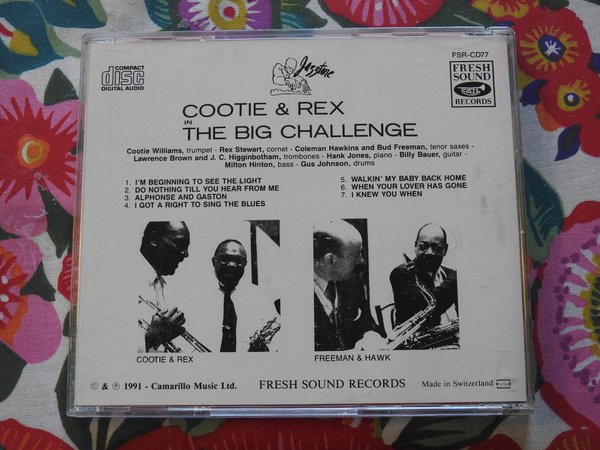 COMPACT
disc
DIGITAL AUDIO
Jazztone
FSR-CD77
FRESH
SOUND
RECORDS
COOTIE & REX
IN
THE BIG CHALLENGE
Cootie Williams, trumpet - Rex Stewart, cornet - Coleman Hawkins and Bud Freeman, tenor saxes -
Lawrence Brown and J. C. Higginbotham, trombones - Hank Jones, piano - Billy Bauer, guitar -
Milton Hinton, bass - Gus Johnson, drums
1. I'M BEGINNING TO SEE THE LIGHT
2. DO NOTHING TILL YOU HEAR FROM ME
3. ALPHONSE AND GASTON
4. I GOT A RIGHT TO SING THE BLUES
5. WALKIN' MY BABY BACK HOME
6. WHEN YOUR LOVER HAS GONE
7. I KNEW YOU WHEN
COOTIE & REX
FREEMAN & HAWK
© & ℗ 1991 - Camarillo Music Ltd.
FRESH SOUND RECORDS
Made in Switzerland